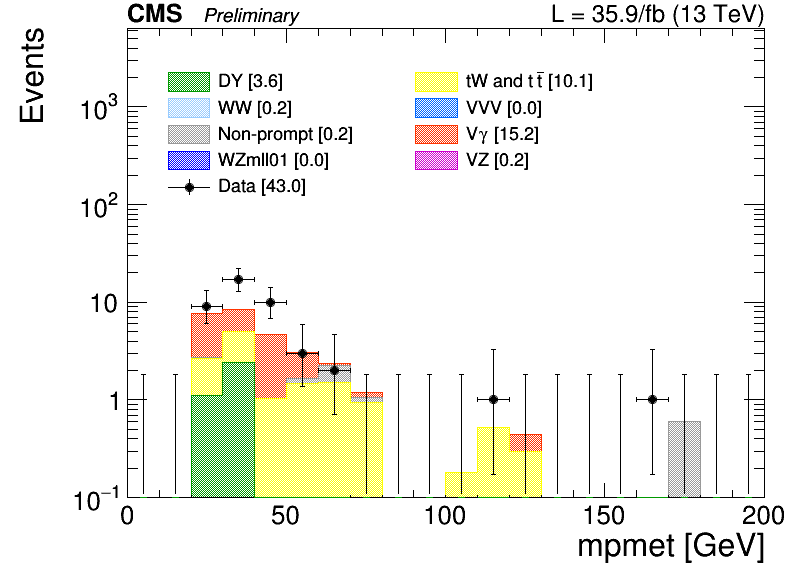 CMS Preliminary L = 35.9/fb (13 TeV)
Events
DY [3.6]
WW [0.2]
Non-prompt [0.2]
WZmll01 [0.0]
Data [43.0]
tW and tt̄ [10.1]
VVV [0.0]
Vγ [15.2]
VZ [0.2]
10³
10²
10
1
10⁻¹
0 50 100 150 200
mpmet [GeV]